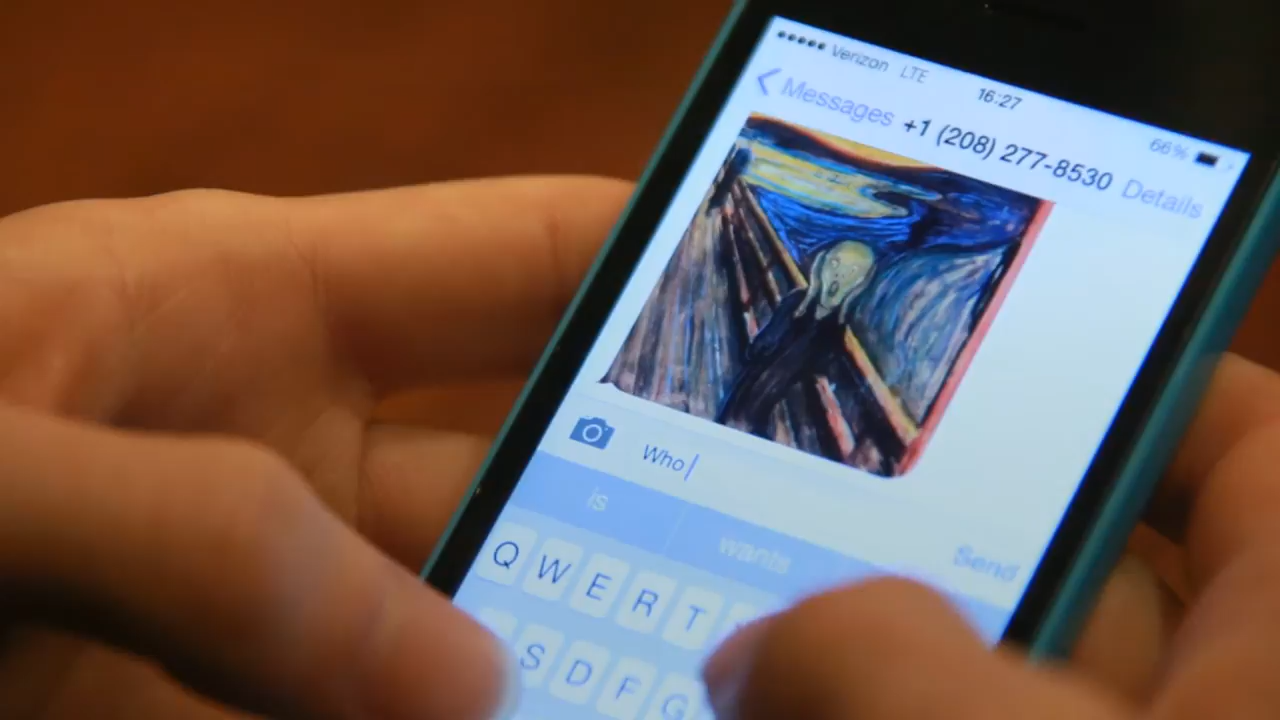 Verizon LTE 16:27 66%
Messages +1 (208) 277-8530 Details
Who
Send
is wants
Q W E R T
S D F G